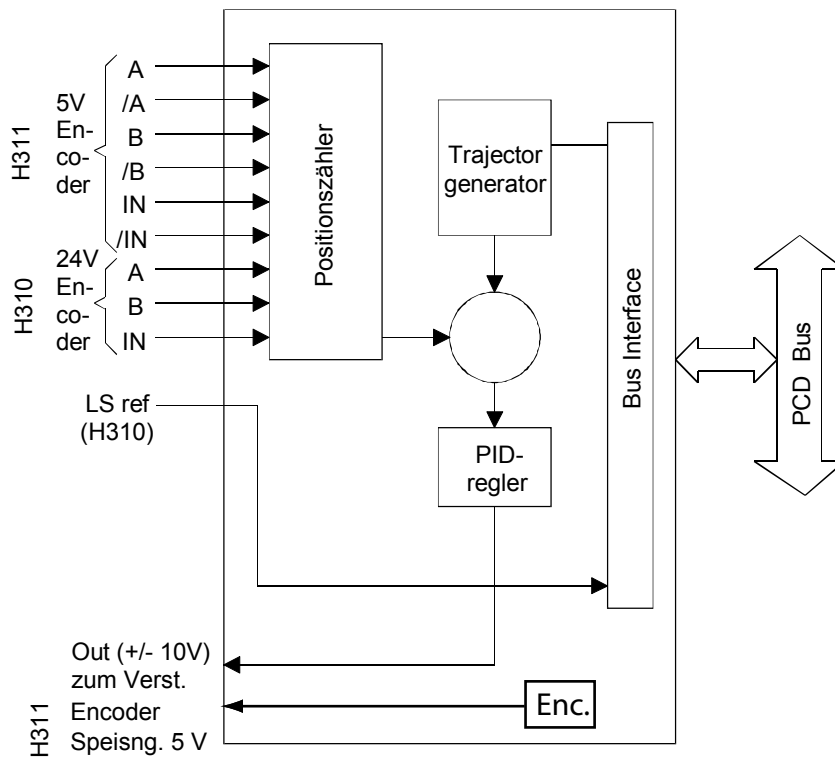 H311
5V
En-
co-
der
A
/A
B
/B
IN
/IN
H310
24V
En-
co-
der
A
B
IN
LS ref
(H310)
Positionszähler
Trajector
generator
PID-
regler
Bus Interface
PCD Bus
Out (+/- 10V)
zum Verst.
H311
Encoder
Speisng. 5 V
Enc.